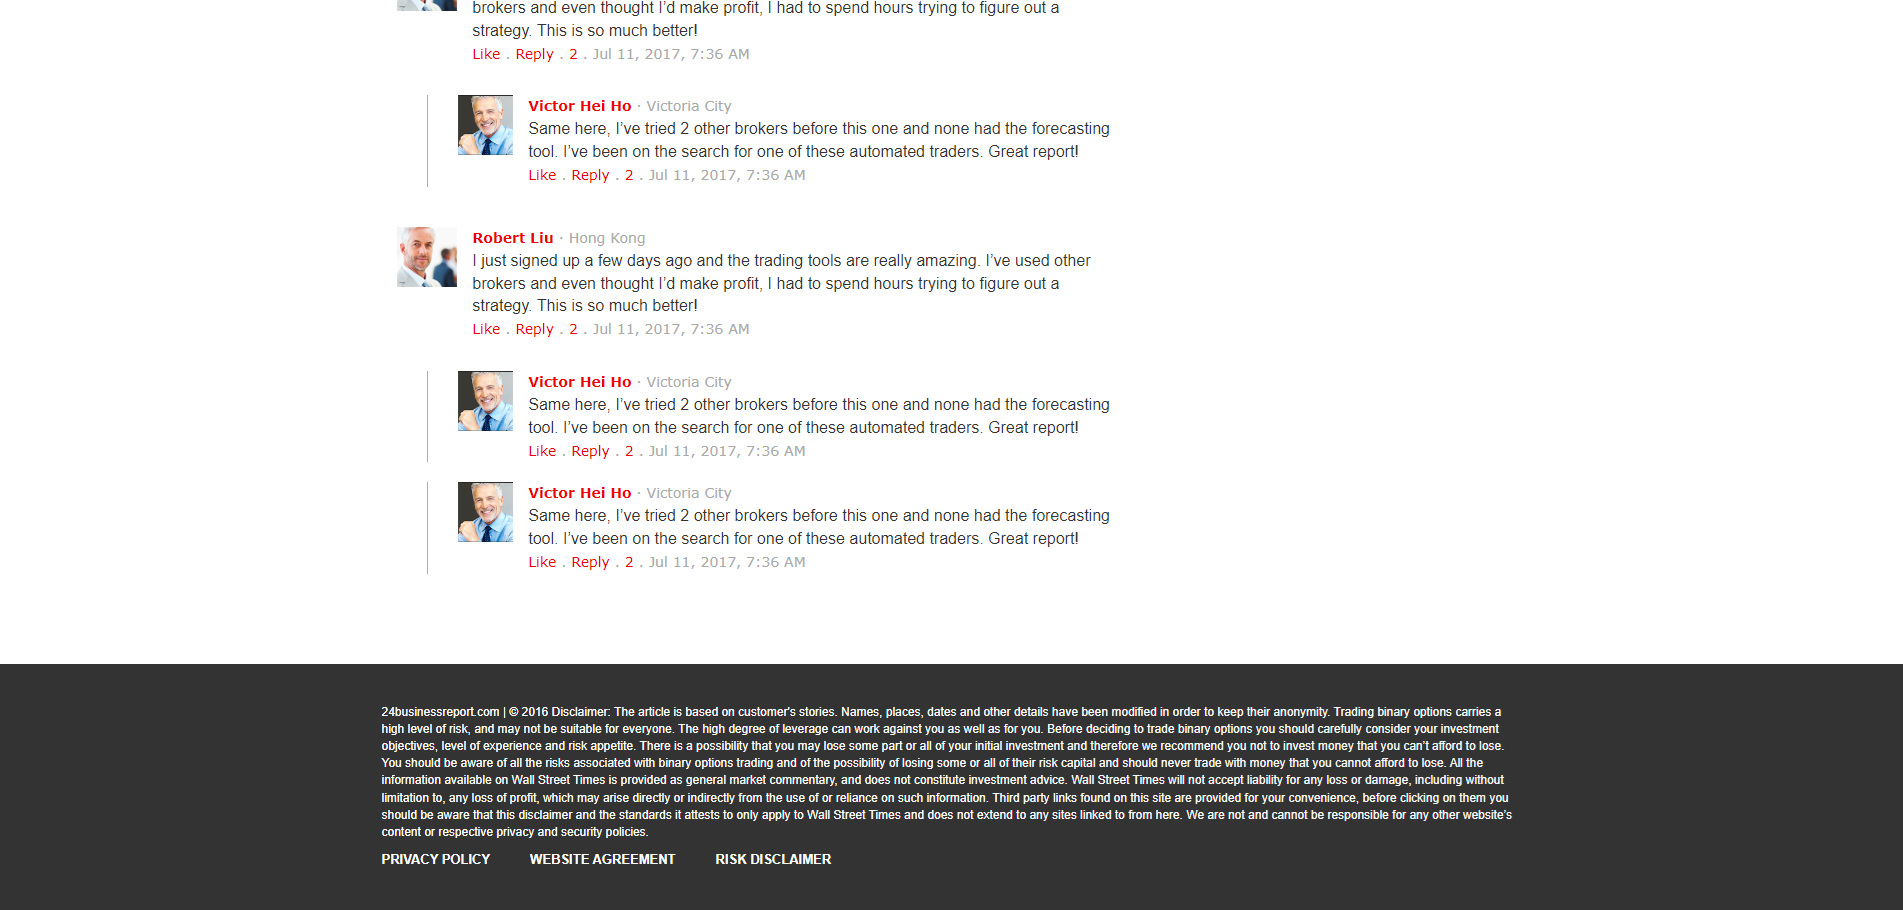 brokers and even thought I’d make profit, I had to spend hours trying to figure out a
strategy. This is so much better!
Like . Reply . 2 . Jul 11, 2017, 7:36 AM
Victor Hei Ho · Victoria City
Same here, I’ve tried 2 other brokers before this one and none had the forecasting
tool. I’ve been on the search for one of these automated traders. Great report!
Like . Reply . 2 . Jul 11, 2017, 7:36 AM
Robert Liu · Hong Kong
I just signed up a few days ago and the trading tools are really amazing. I’ve used other
brokers and even thought I’d make profit, I had to spend hours trying to figure out a
strategy. This is so much better!
Like . Reply . 2 . Jul 11, 2017, 7:36 AM
Victor Hei Ho · Victoria City
Same here, I’ve tried 2 other brokers before this one and none had the forecasting
tool. I’ve been on the search for one of these automated traders. Great report!
Like . Reply . 2 . Jul 11, 2017, 7:36 AM
Victor Hei Ho · Victoria City
Same here, I’ve tried 2 other brokers before this one and none had the forecasting
tool. I’ve been on the search for one of these automated traders. Great report!
Like . Reply . 2 . Jul 11, 2017, 7:36 AM
24businessreport.com | © 2016 Disclaimer: The article is based on customer's stories. Names, places, dates and other details have been modified in order to keep their anonymity. Trading binary options carries a
high level of risk, and may not be suitable for everyone. The high degree of leverage can work against you as well as for you. Before deciding to trade binary options you should carefully consider your investment
objectives, level of experience and risk appetite. There is a possibility that you may lose some part or all of your initial investment and therefore we recommend you not to invest money that you can’t afford to lose.
You should be aware of all the risks associated with binary options trading and of the possibility of losing some or all of their risk capital and should never trade with money that you cannot afford to lose. All the
information available on Wall Street Times is provided as general market commentary, and does not constitute investment advice. Wall Street Times will not accept liability for any loss or damage, including without
limitation to, any loss of profit, which may arise directly or indirectly from the use of or reliance on such information. Third party links found on this site are provided for your convenience, before clicking on them you
should be aware that this disclaimer and the standards it attests to only apply to Wall Street Times and does not extend to any sites linked to from here. We are not and cannot be responsible for any other website’s
content or respective privacy and security policies.
PRIVACY POLICY WEBSITE AGREEMENT RISK DISCLAIMER